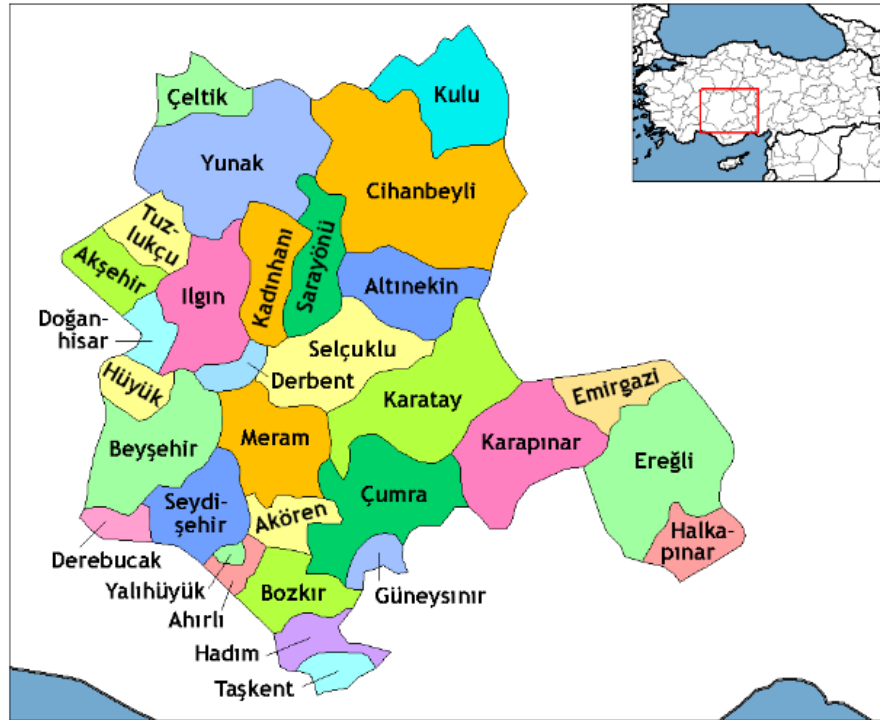 Çeltik
Kulu
Yunak
Cihanbeyli
Tuz-
lukçu
Akşehir
Ilgın
Kadınhanı
Sarayönü
Altınekin
Doğan-
hisar
Selçuklu
Derbent
Hüyük
Emirgazi
Karatay
Beyşehir
Meram
Karapınar
Ereğli
Seydi-
şehir
Akören
Çumra
Halka-
pınar
Derebucak
Yalıhüyük
Ahırlı
Bozkır
Güneysınır
Hadım
Taşkent